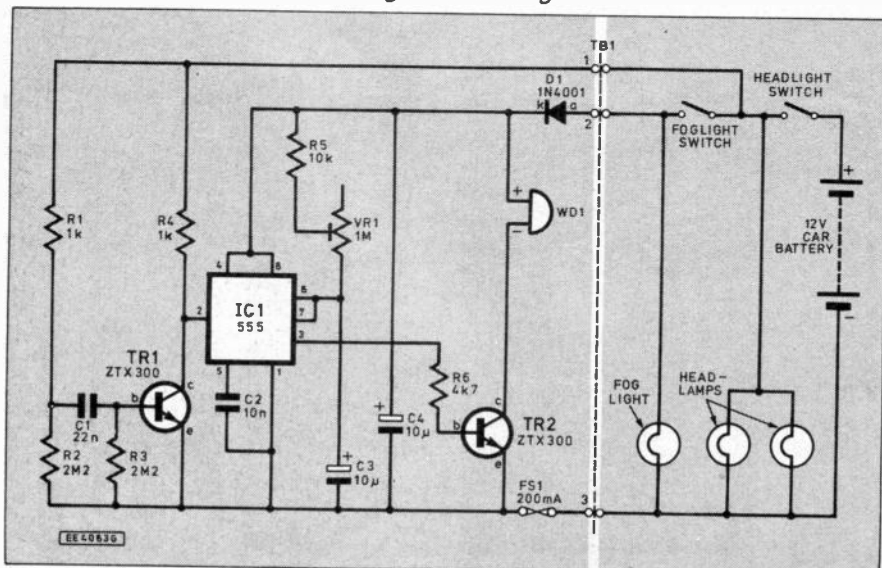 TB1
1
D1
1N4001
k
a
2
HEADLIGHT
SWITCH
FOGLIGHT
SWITCH
R5
10k
+
WD1
−
+
12V
CAR
BATTERY
−
R1
1k
R4
1k
VR1
1M
4
8
2
IC1
555
6
7
3
5
1
TR1
ZTX300
c
b
e
C1
22n
C2
10n
R6
4k7
R2
2M2
R3
2M2
+
C3
10µ
+
C4
10µ
c
b
e
TR2
ZTX300
FOG
LIGHT
HEAD-
LAMPS
FS1
200mA
3
EE4063G